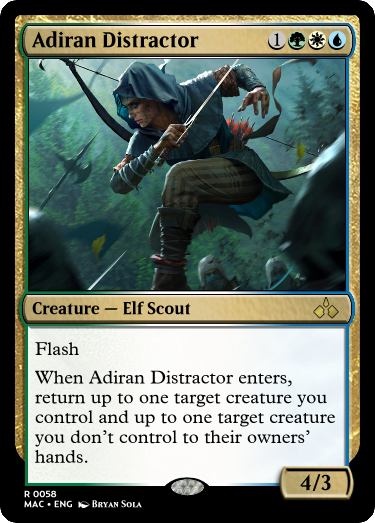 Adiran Distractor 1
Creature — Elf Scout
Flash
When Adiran Distractor enters,
return up to one target creature you
control and up to one target creature
you don't control to their owners'
hands.
4/3
R 0058
MAC • ENG Bryan Sola